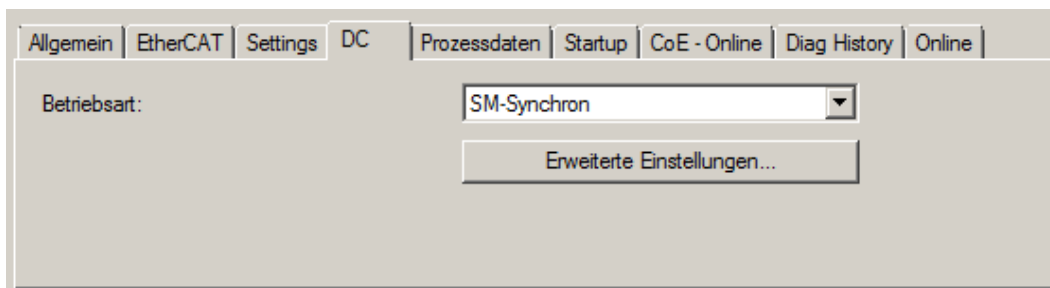 Allgemein EtherCAT Settings DC Prozessdaten Startup CoE - Online Diag History Online
Betriebsart: SM-Synchron
Erweiterte Einstellungen...